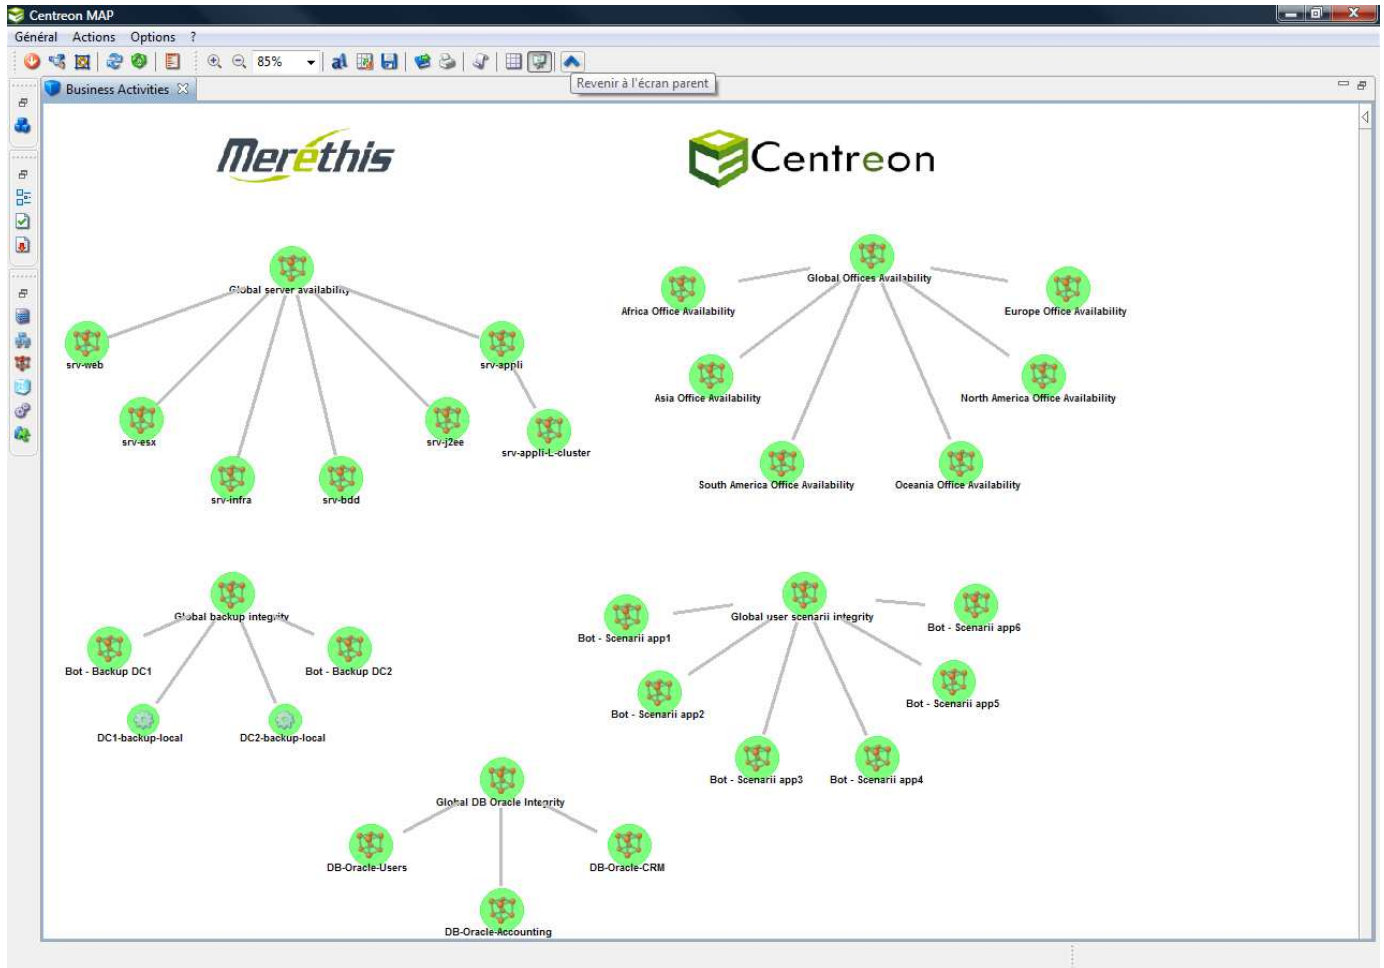 Centreon MAP
Général Actions Options ?
85%
aI
Revenir à l'écran parent
Business Activities
Merethis
Centreon
Global server availability
Global Offices Availability
Africa Office Availability
Europe Office Availability
srv-web
srv-appli
Asia Office Availability
North America Office Availability
srv-esx
srv-j2ee
srv-appli-L-cluster
South America Office Availability
Oceania Office Availability
srv-infra
srv-bdd
Global backup integrity
Global user scenarii integrity
Bot - Scenarii app1
Bot - Scenarii app6
Bot - Backup DC1
Bot - Backup DC2
Bot - Scenarii app2
Bot - Scenarii app5
DC1-backup-local
DC2-backup-local
Bot - Scenarii app3
Bot - Scenarii app4
Global DB Oracle Integrity
DB-Oracle-Users
DB-Oracle-CRM
DB-Oracle-Accounting